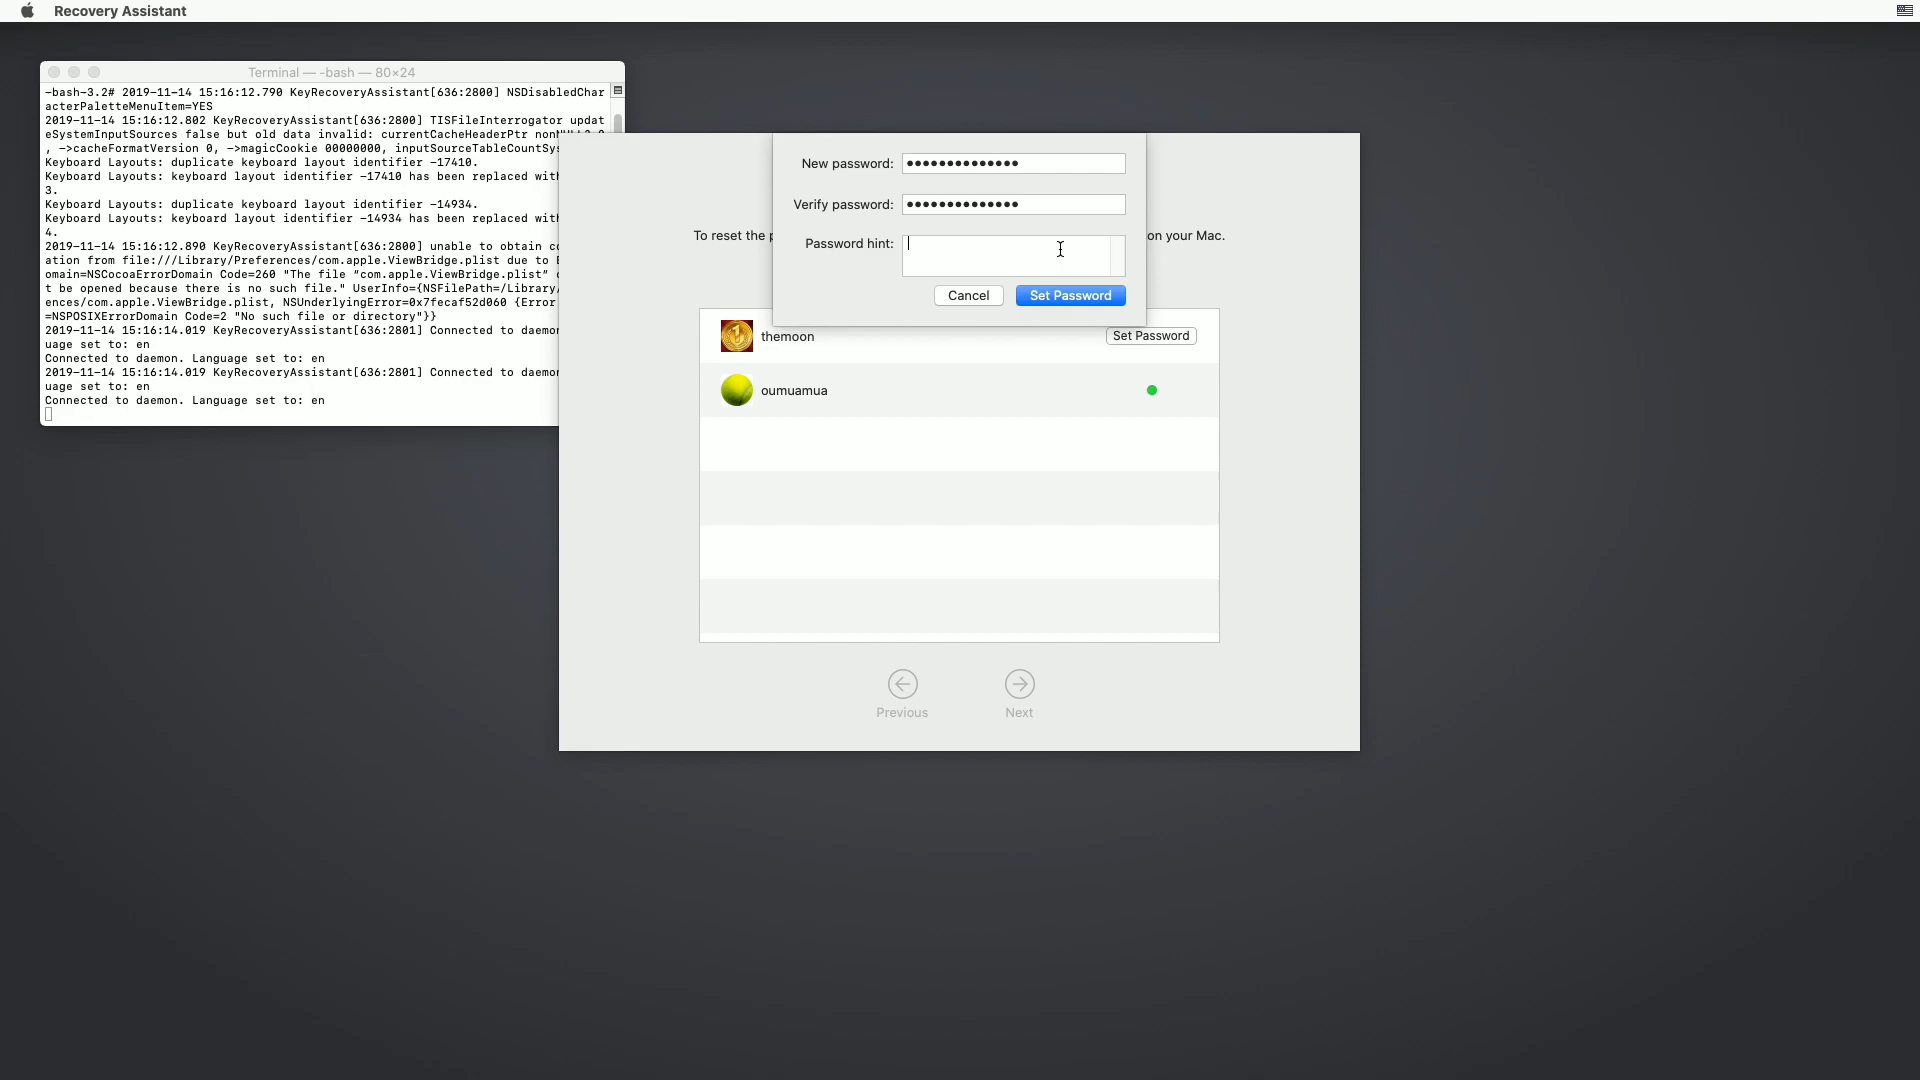 Recovery Assistant
Terminal — -bash — 80×24
-bash-3.2# 2019-11-14 15:16:12.790 KeyRecoveryAssistant[636:2800] NSDisabledChar
acterPaletteMenuItem=YES
2019-11-14 15:16:12.802 KeyRecoveryAssistant[636:2800] TISFileInterrogator updat
eSystemInputSources false but old data invalid: currentCacheHeaderPtr nonNULL?
, ->cacheFormatVersion 0, ->magicCookie 00000000, inputSourceTableCountSys
Keyboard Layouts: duplicate keyboard layout identifier -17410.
Keyboard Layouts: keyboard layout identifier -17410 has been replaced with
3.
Keyboard Layouts: duplicate keyboard layout identifier -14934.
Keyboard Layouts: keyboard layout identifier -14934 has been replaced with
4.
2019-11-14 15:16:12.890 KeyRecoveryAssistant[636:2800] unable to obtain co
ation from file:///Library/Preferences/com.apple.ViewBridge.plist due to E
omain=NSCocoaErrorDomain Code=260 "The file “com.apple.ViewBridge.plist” c
t be opened because there is no such file." UserInfo={NSFilePath=/Library/
ences/com.apple.ViewBridge.plist, NSUnderlyingError=0x7fecaf52d060 {Error
=NSPOSIXErrorDomain Code=2 "No such file or directory"}}
2019-11-14 15:16:14.019 KeyRecoveryAssistant[636:2801] Connected to daemon
uage set to: en
Connected to daemon. Language set to: en
2019-11-14 15:16:14.019 KeyRecoveryAssistant[636:2801] Connected to daemon
uage set to: en
Connected to daemon. Language set to: en
New password:
Verify password:
To reset the p
on your Mac.
Password hint:
Cancel
Set Password
themoon
Set Password
oumuamua
Previous
Next